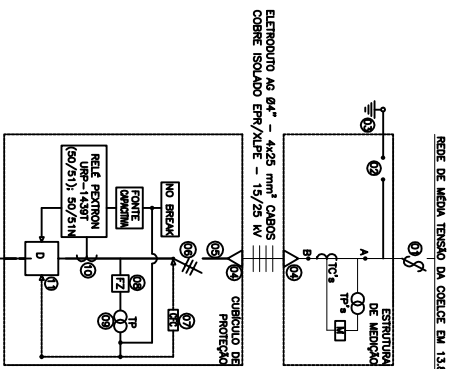 REDE DE MÉDIA TENSÃO DA COELCE EM 13.8
01
02
03
A
ESTRUTURA
DE MEDIÇÃO
TP's
M
TC's
B
04
ELETRODUTO AG Ø4" - 4x25 mm² CABOS
COBRE ISOLADO EPR/XLPE - 15/25 kV
04
CUBÍCULO DE
PROTEÇÃO
05
06
07
NO BREAK
FONTE
CAPACITIVA
FZ
08
TP
09
RELÉ PEXTRON
URP-1439T
(50/51); 50/51N
10
D
11